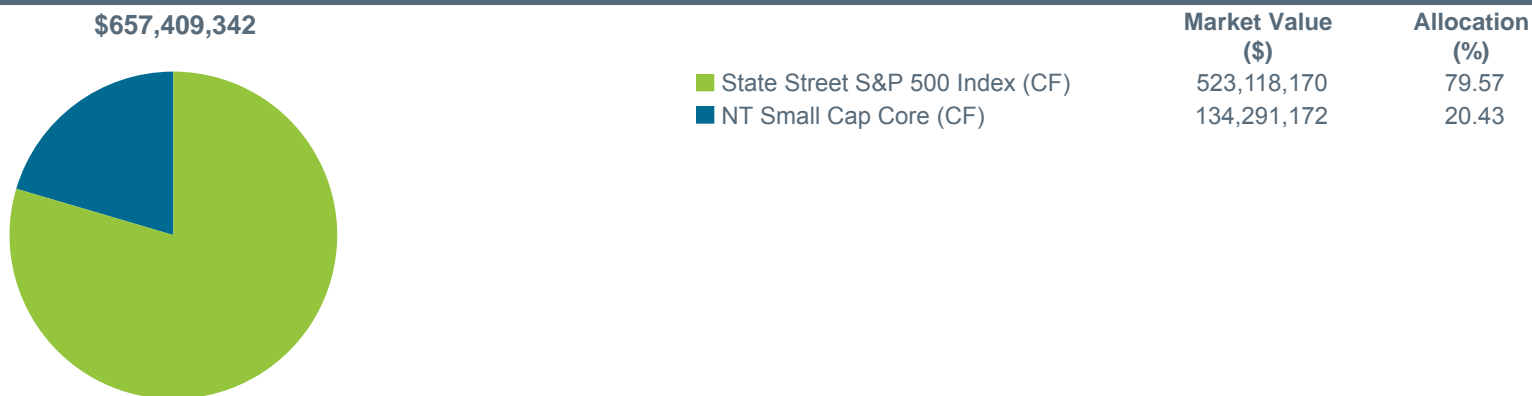 $657,409,342
Market Value Allocation
($) (%)
State Street S&P 500 Index (CF) 523,118,170 79.57
NT Small Cap Core (CF) 134,291,172 20.43